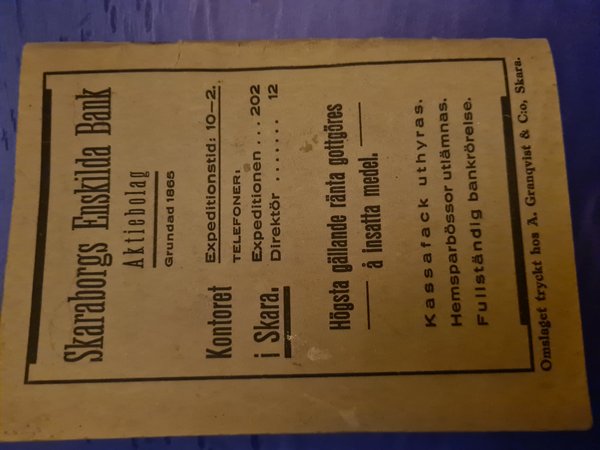 Skaraborgs Enskilda Bank
Aktiebolag
Grundad 1865
Kontoret
i Skara.
Expeditionstid: 10-2.
TELEFONER:
Expeditionen ... 202
Direktör ....... 12
Högsta gällande ränta gottgöres
å insatta medel.
Kassafack uthyras.
Hemsparbössor utlämnas.
Fullständig bankrörelse.
Omslaget tryckt hos A. Granqvist & C:o, Skara.